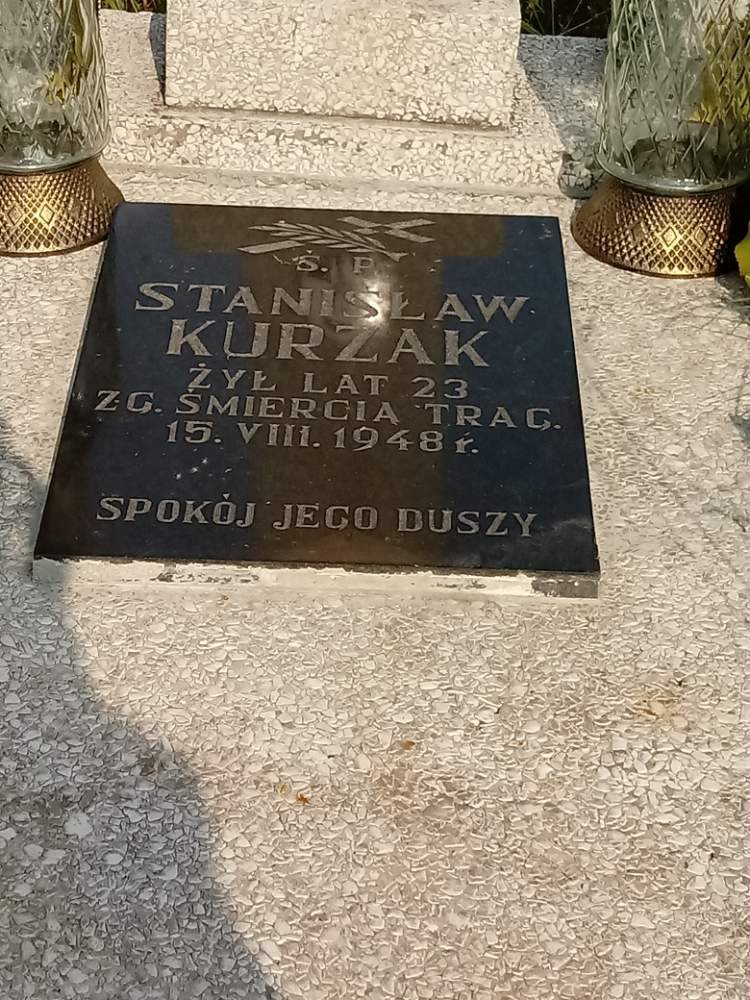 Ś. P.
STANISŁAW
KURZAK
ŻYŁ LAT 23
ZG. ŚMIERCIĄ TRAG.
15. VIII. 1948 r.
SPOKÓJ JEGO DUSZY